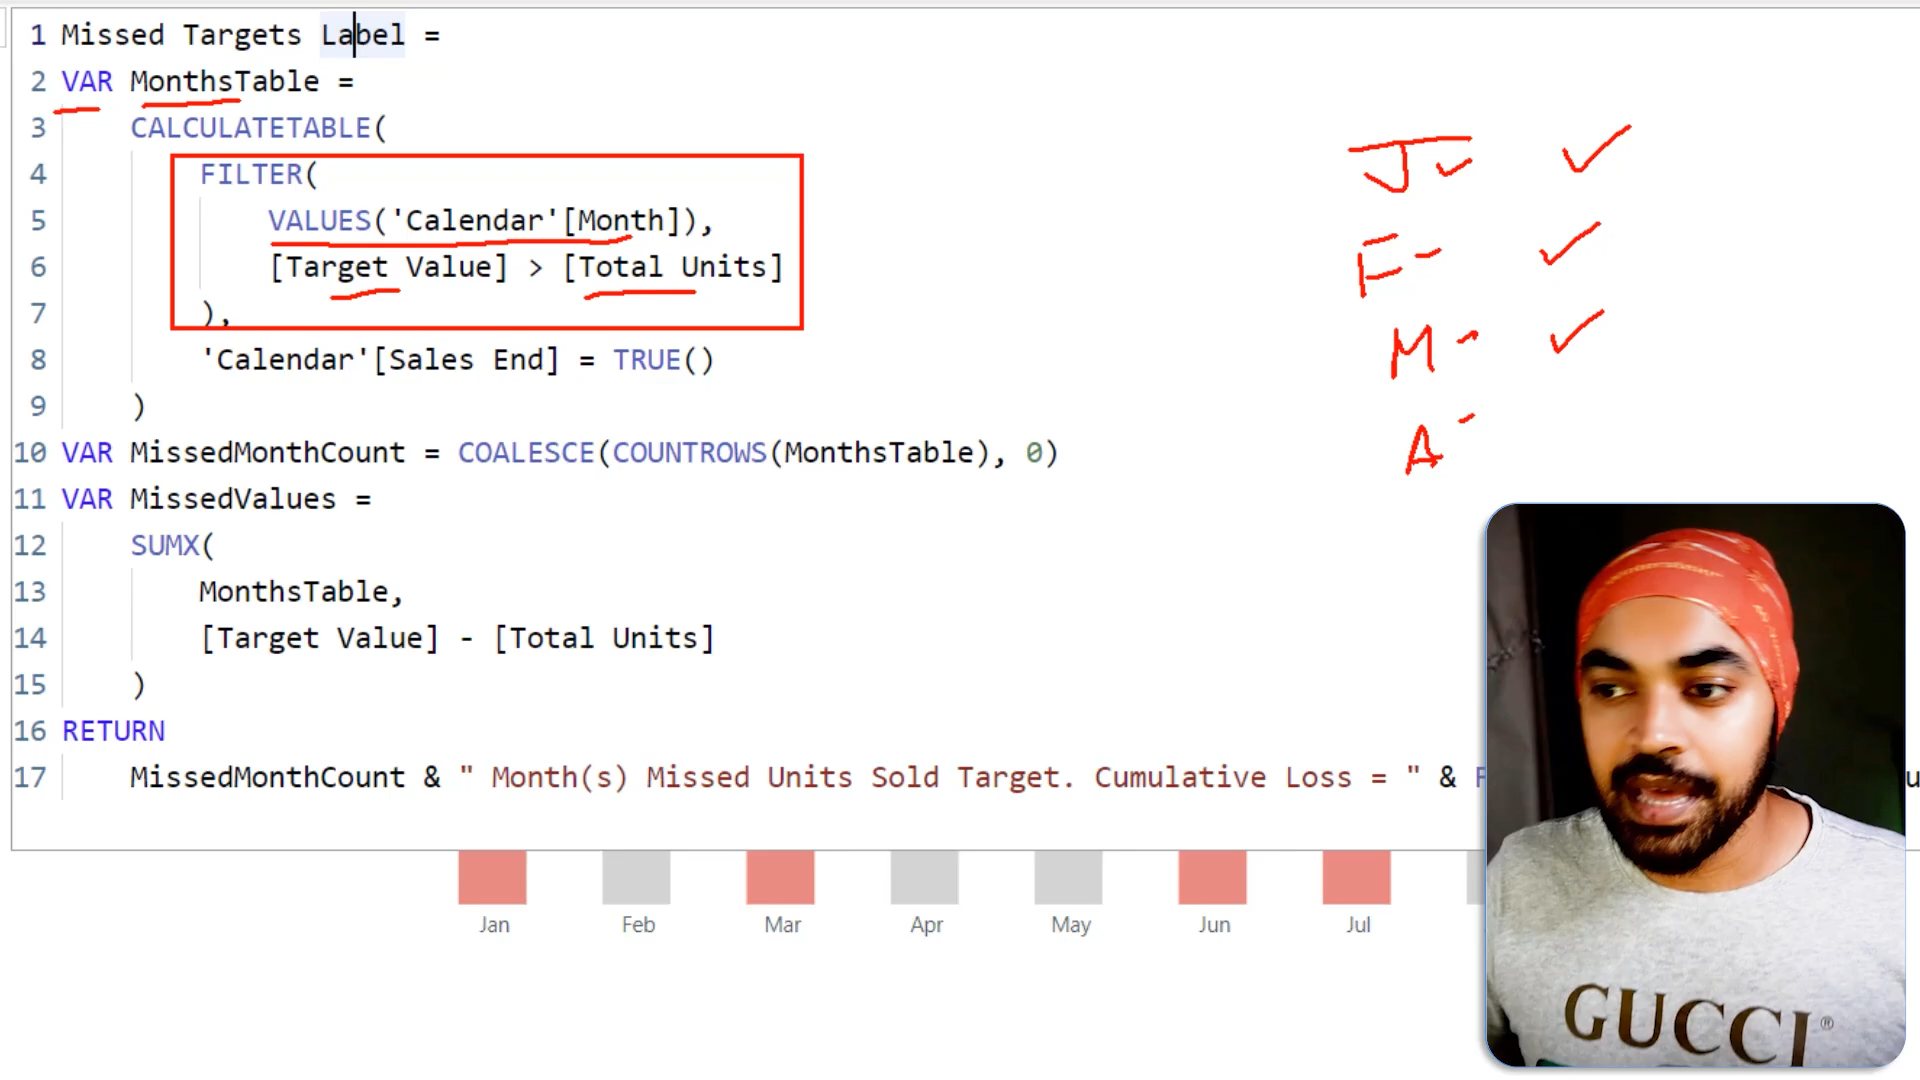 1 Missed Targets Label =
2 VAR MonthsTable =
3 CALCULATETABLE(
4 FILTER(
5 VALUES('Calendar'[Month]),
6 [Target Value] > [Total Units]
7 ),
8 'Calendar'[Sales End] = TRUE()
9 )
10 VAR MissedMonthCount = COALESCE(COUNTROWS(MonthsTable), 0)
11 VAR MissedValues =
12 SUMX(
13 MonthsTable,
14 [Target Value] - [Total Units]
15 )
16 RETURN
17 MissedMonthCount & " Month(s) Missed Units Sold Target. Cumulative Loss = " &
J
F
M
A
Jan Feb Mar Apr May Jun Jul
GUCCI®